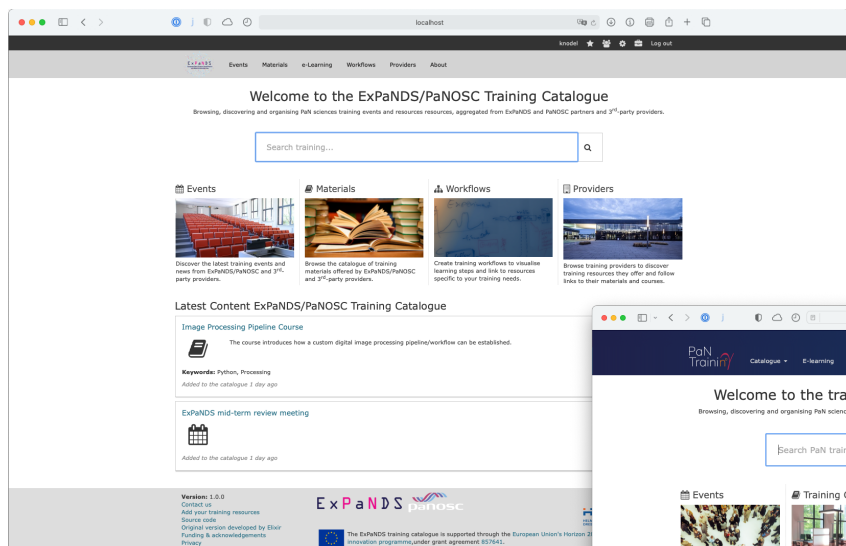 localhost
knodel
Log out
ExPaNDS
Events Materials e-Learning Workflows Providers About
Welcome to the ExPaNDS/PaNOSC Training Catalogue
Browsing, discovering and organising PaN sciences training events and resources resources, aggregated from ExPaNDS and PaNOSC partners and 3rd-party providers.
Search training...
Events
Discover the latest training events and
news from ExPaNDS/PaNOSC and 3rd-
party providers.
Materials
Browse the catalogue of training
materials offered by ExPaNDS/PaNOSC
and 3rd-party providers.
Workflows
Create training workflows to visualise
learning steps and link to resources
specific to your training needs.
Providers
Browse training providers to discover
training resources they offer and follow
links to their materials and courses.
Latest Content ExPaNDS/PaNOSC Training Catalogue
Image Processing Pipeline Course
The course introduces how a custom digital image processing pipeline/workflow can be established.
Keywords: Python, Processing
Added to the catalogue 1 day ago
ExPaNDS mid-term review meeting
Added to the catalogue 1 day ago
Version: 1.0.0
Contact us
Add your training resources
Source code
Original version developed by Elixir
Funding & acknowledgements
Privacy
ExPaNDS
panosc
The ExPaNDS training catalogue is supported through the European Union's Horizon
innovation programme,under grant agreement 857641.
PaN
Training
Catalogue E-learning
Welcome to the tra
Browsing, discovering and organising PaN scienc
Search PaN train
Events
Training